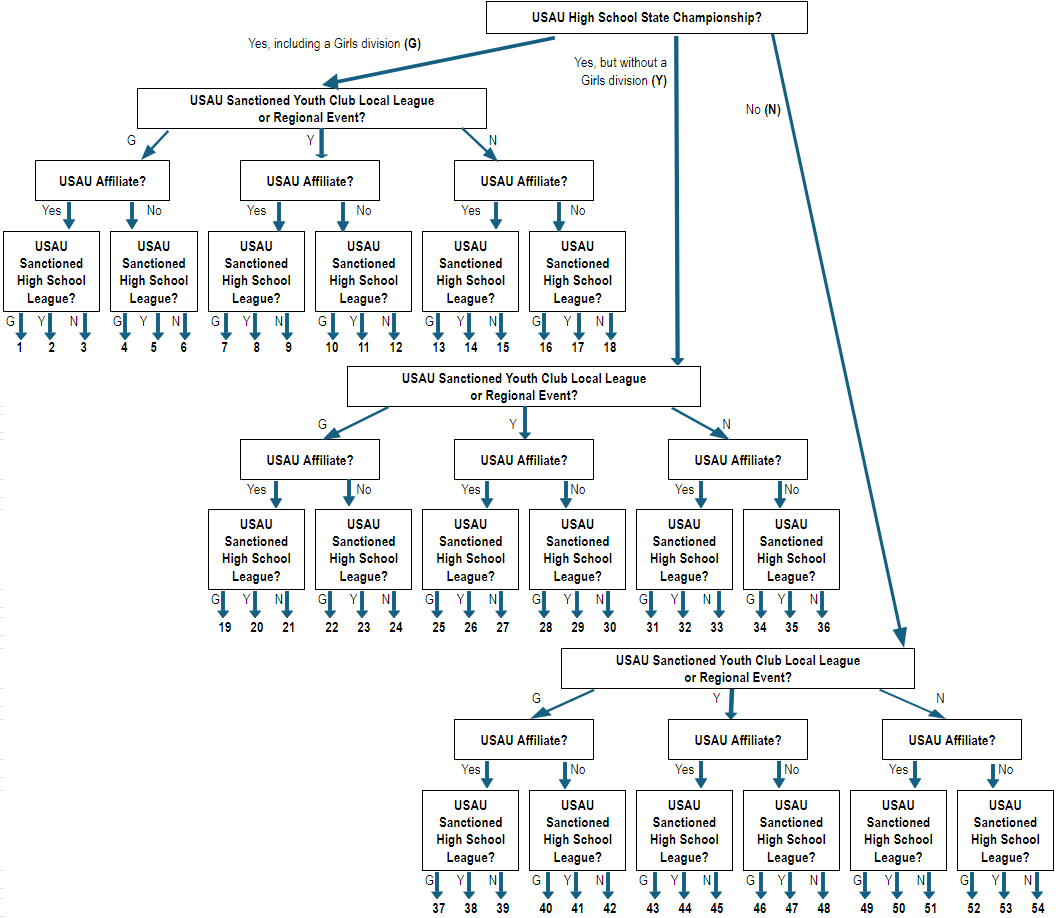 USAU High School State Championship?
Yes, including a Girls division (G)
Yes, but without a
Girls division (Y)
No (N)
USAU Sanctioned Youth Club Local League
or Regional Event?
G Y N
USAU Affiliate? USAU Affiliate? USAU Affiliate?
Yes No Yes No Yes No
USAU USAU USAU USAU USAU USAU
Sanctioned Sanctioned Sanctioned Sanctioned Sanctioned Sanctioned
High School High School High School High School High School High School
League? League? League? League? League? League?
G Y N G Y N G Y N G Y N G Y N G Y N
1 2 3 4 5 6 7 8 9 10 11 12 13 14 15 16 17 18
USAU Sanctioned Youth Club Local League
or Regional Event?
G Y N
USAU Affiliate? USAU Affiliate? USAU Affiliate?
Yes No Yes No Yes No
USAU USAU USAU USAU USAU USAU
Sanctioned Sanctioned Sanctioned Sanctioned Sanctioned Sanctioned
High School High School High School High School High School High School
League? League? League? League? League? League?
G Y N G Y N G Y N G Y N G Y N G Y N
19 20 21 22 23 24 25 26 27 28 29 30 31 32 33 34 35 36
USAU Sanctioned Youth Club Local League
or Regional Event?
G Y N
USAU Affiliate? USAU Affiliate? USAU Affiliate?
Yes No Yes No Yes No
USAU USAU USAU USAU USAU USAU
Sanctioned Sanctioned Sanctioned Sanctioned Sanctioned Sanctioned
High School High School High School High School High School High School
League? League? League? League? League? League?
G Y N G Y N G Y N G Y N G Y N G Y N
37 38 39 40 41 42 43 44 45 46 47 48 49 50 51 52 53 54